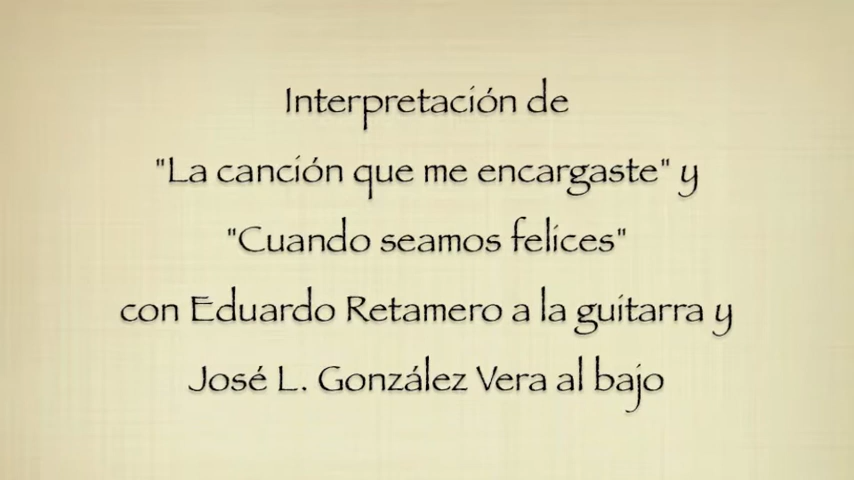 Interpretación de
"La canción que me encargaste" y
"Cuando seamos felices"
con Eduardo Retamero a la guitarra y
José L. González Vera al bajo